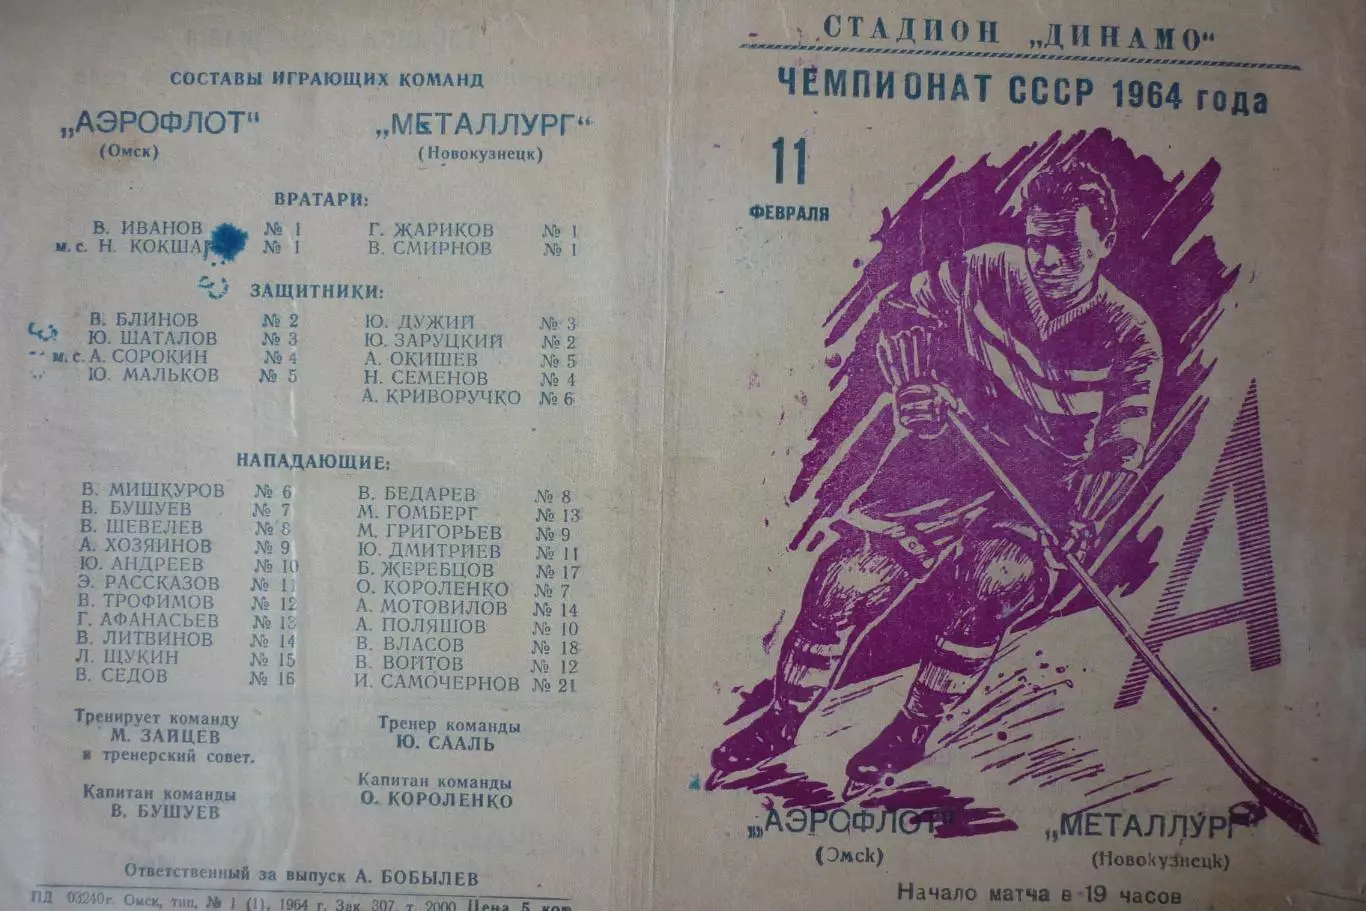 СОСТАВЫ ИГРАЮЩИХ КОМАНД
„АЭРОФЛОТ"
(Омск)
„МЕТАЛЛУРГ“
(Новокузнецк)
ВРАТАРИ:
В. ИВАНОВ № 1
м. с. Н. КОКША № 1
Г. ЖАРИКОВ № 1
В. СМИРНОВ № 1
ЗАЩИТНИКИ:
В. БЛИНОВ № 2
Ю. ШАТАЛОВ № 3
м. с. А. СОРОКИН № 4
Ю. МАЛЬКОВ № 5
Ю. ДУЖИЙ № 3
Ю. ЗАРУЦКИЙ № 2
А. ОКИШЕВ № 5
Н. СЕМЕНОВ № 4
А. КРИВОРУЧКО № 6
НАПАДАЮЩИЕ:
В. МИШКУРОВ № 6
В. БУШУЕВ № 7
В. ШЕВЕЛЕВ № 8
А. ХОЗЯИНОВ № 9
Ю. АНДРЕЕВ № 10
Э. РАССКАЗОВ № 11
В. ТРОФИМОВ № 12
Г. АФАНАСЬЕВ № 13
В. ЛИТВИНОВ № 14
Л. ЩУКИН № 15
В. СЕДОВ № 16
В. БЕДАРЕВ № 8
М. ГОМБЕРГ № 13
М. ГРИГОРЬЕВ № 9
Ю. ДМИТРИЕВ № 11
Б. ЖЕРЕБЦОВ № 17
О. КОРОЛЕНКО № 7
А. МОТОВИЛОВ № 14
А. ПОЛЯШОВ № 10
В. ВЛАСОВ № 18
В. ВОЙТОВ № 12
И. САМОЧЕРНОВ № 21
Тренирует команду
М. ЗАЙЦЕВ
и тренерский совет.
Капитан команды
В. БУШУЕВ
Тренер команды
Ю. СААЛЬ
Капитан команды
О. КОРОЛЕНКО
Ответственный за выпуск А. БОБЫЛЕВ
ПД 03240г. Омск, тип. № 1 (1), 1964 г. Зак. 307, т. 2000 Цена 5 коп.
СТАДИОН „ДИНАМО"
ЧЕМПИОНАТ СССР 1964 года
11
ФЕВРАЛЯ
А
„АЭРОФЛОТ"
(Омск)
„МЕТАЛЛУРГ"
(Новокузнецк)
Начало матча в 19 часов